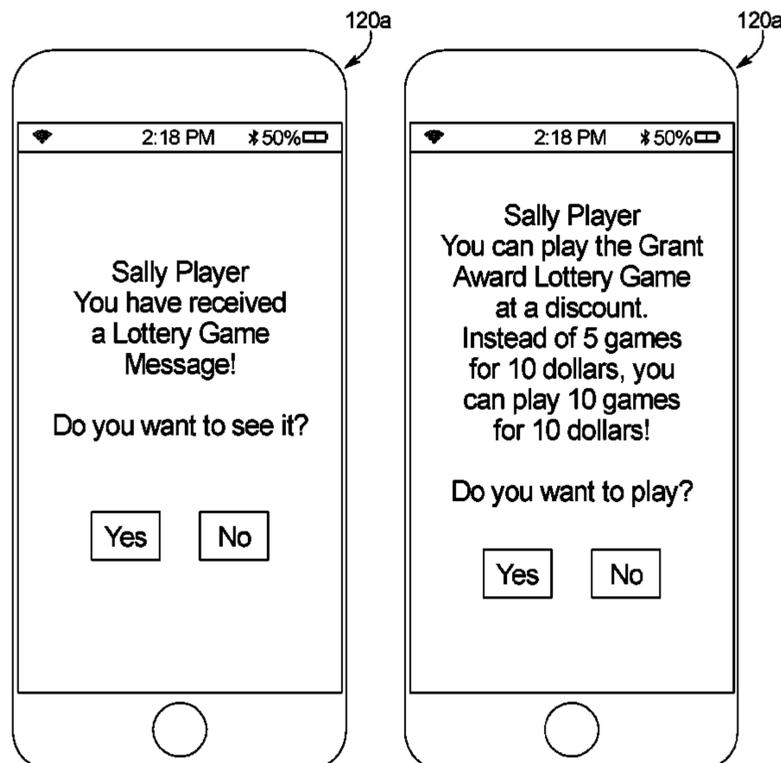 120a
2:18 PM 50%
Sally Player
You have received
a Lottery Game
Message!
Do you want to see it?
Yes No
120a
2:18 PM 50%
Sally Player
You can play the Grant
Award Lottery Game
at a discount.
Instead of 5 games
for 10 dollars, you
can play 10 games
for 10 dollars!
Do you want to play?
Yes No